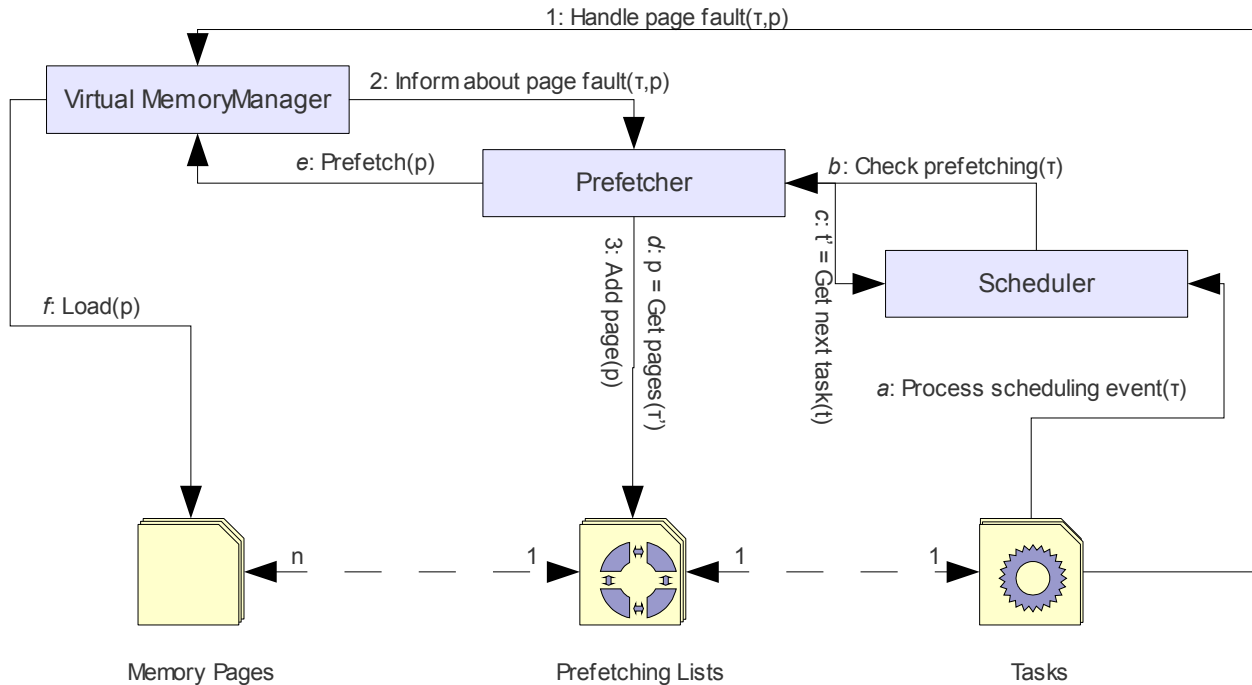 1: Handle page fault(τ,p)
Virtual MemoryManager
2: Inform about page fault(τ,p)
e: Prefetch(p)
Prefetcher
b: Check prefetching(τ)
c: t' = Get next task(t)
d: p = Get pages(τ')
3: Add page(p)
Scheduler
f: Load(p)
a: Process scheduling event(τ)
n
1
1
1
Memory Pages
Prefetching Lists
Tasks